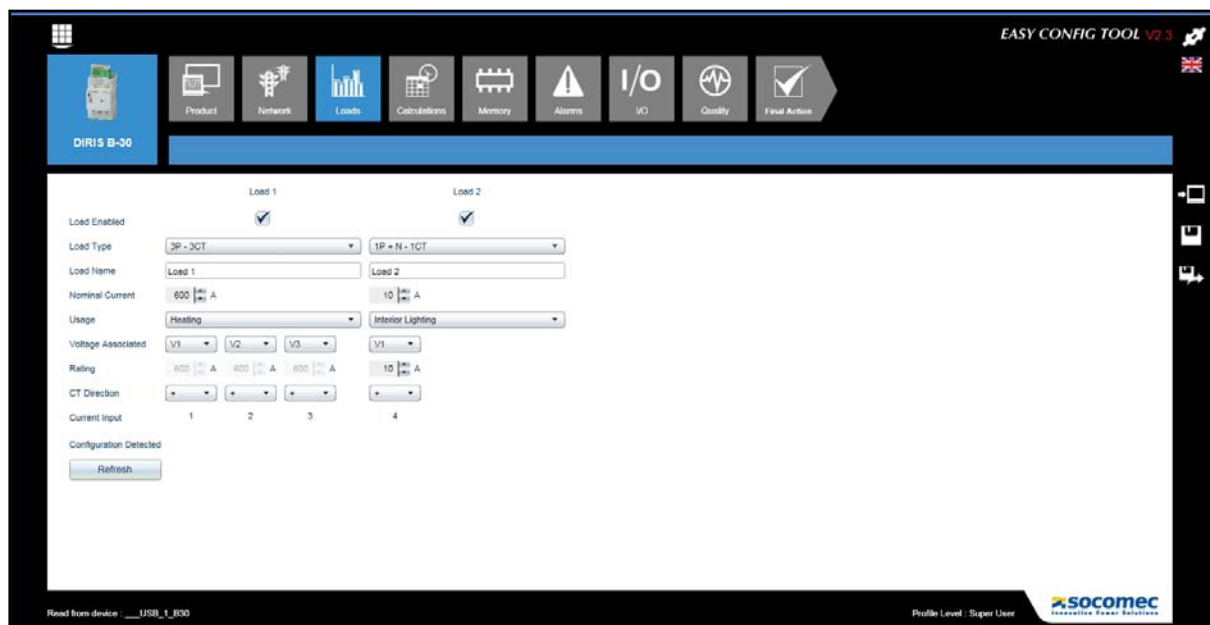 EASY CONFIG TOOL V2.3
Product Network Loads Calculations Memory Alarms I/O I/O Quality Final Action
DIRIS B-30
Load 1 Load 2
Load Enabled
Load Type 3P - 3CT 1P + N - 1CT
Load Name Load 1 Load 2
Nominal Current 600 A 10 A
Usage Heating Interior Lighting
Voltage Associated V1 V2 V3 V1
Rating 600 A 600 A 600 A 10 A
CT Direction + + + +
Current Input 1 2 3 4
Configuration Detected
Refresh
Read from device : ___USB_1_B30 Profile Level : Super User
socomec
Innovative Power Solutions